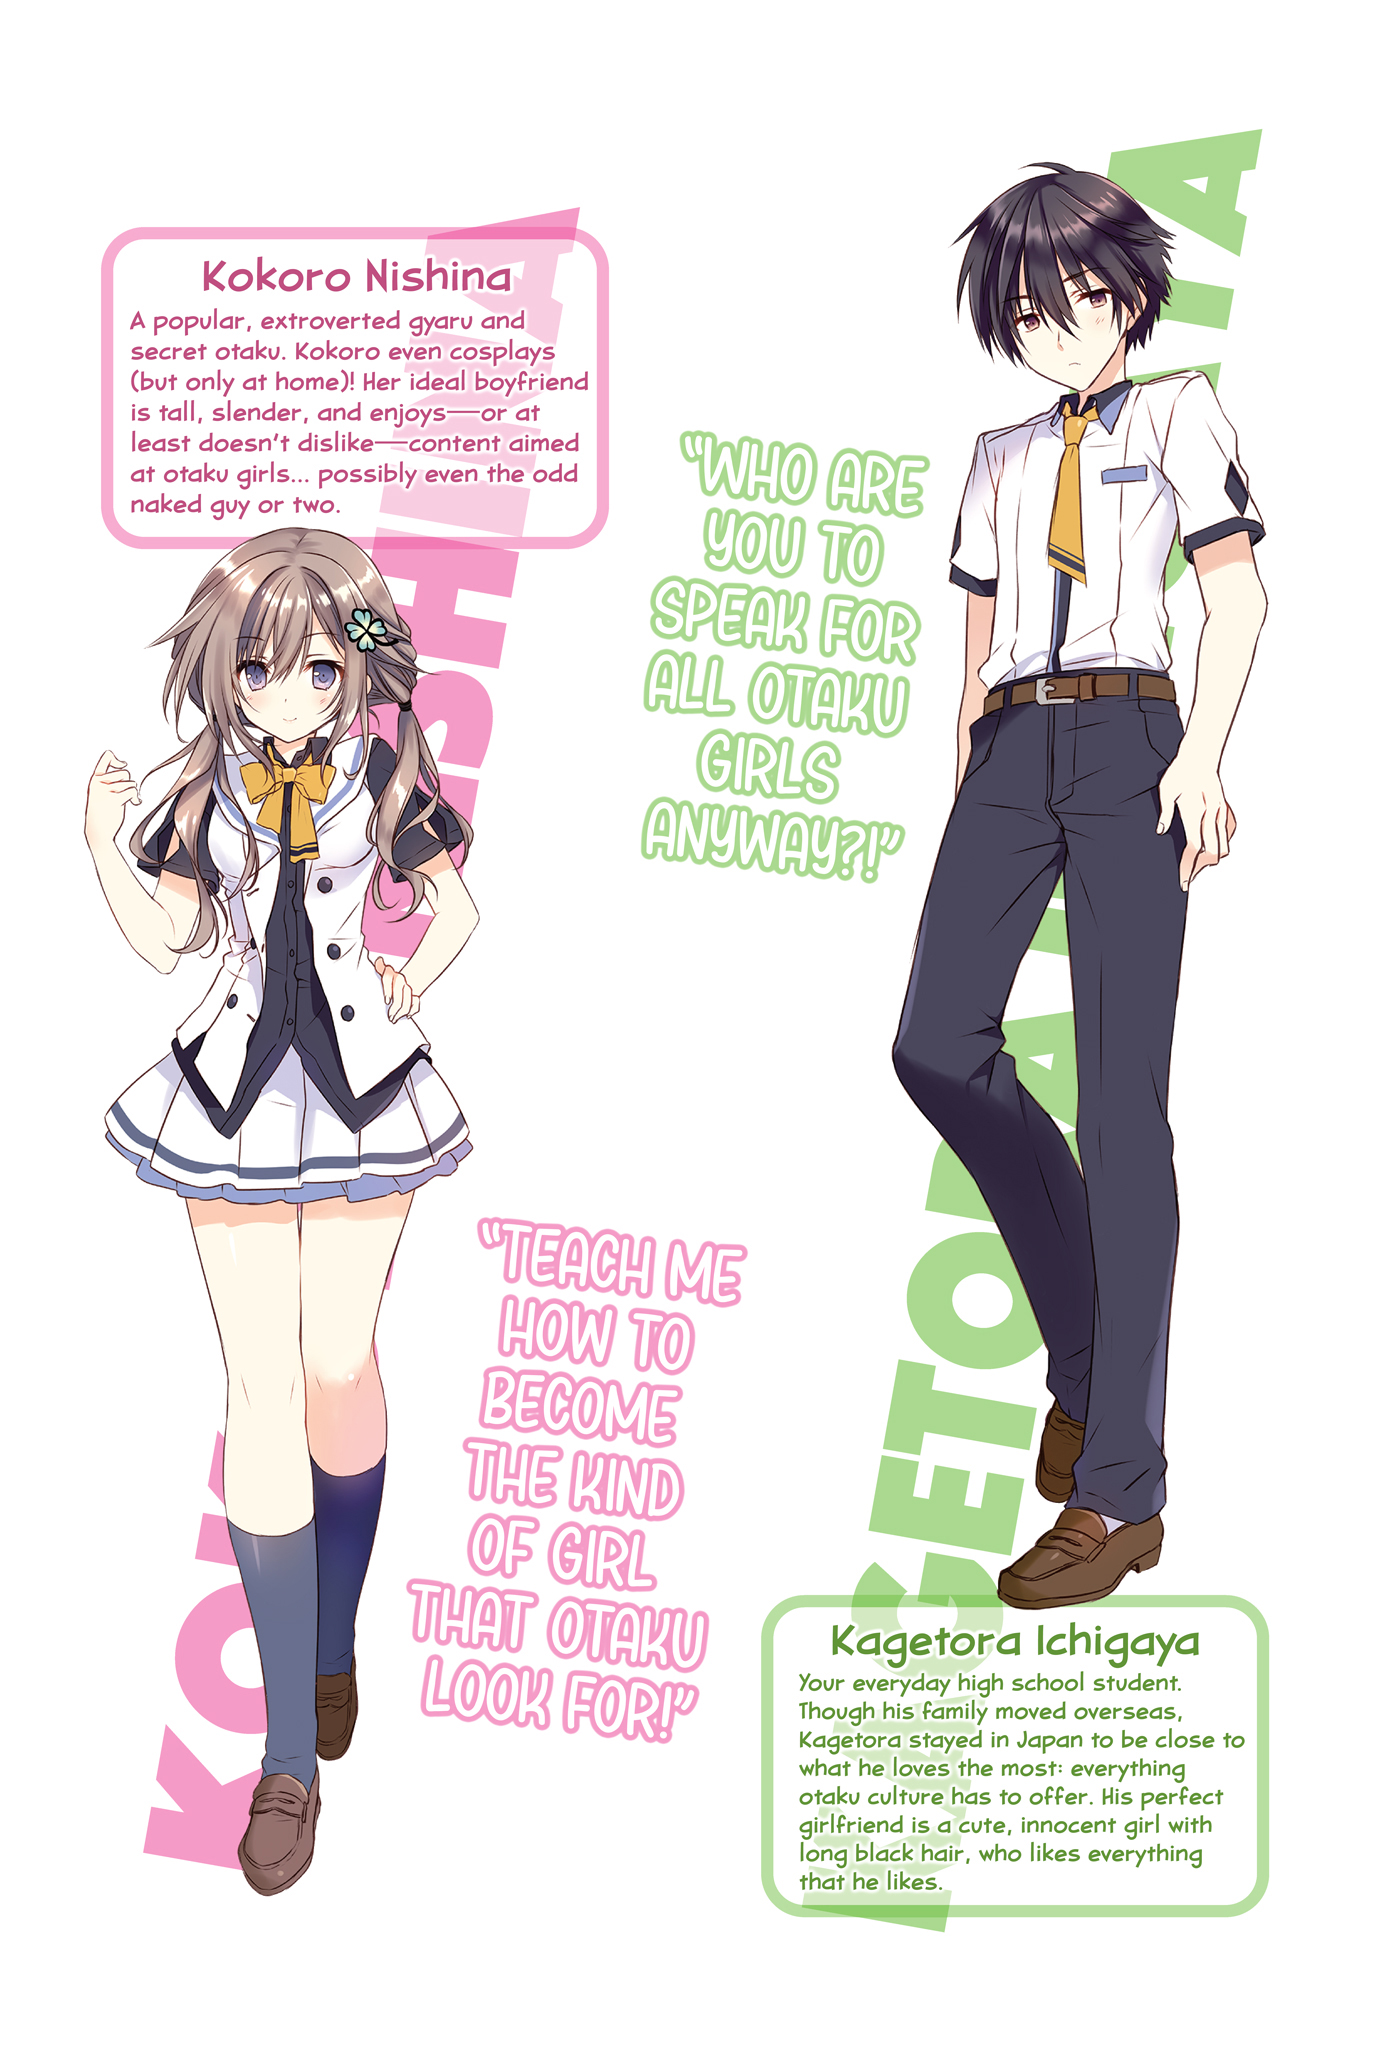 Kokoro Nishina
A popular, extroverted gyaru and
secret otaku. Kokoro even cosplays
(but only at home)! Her ideal boyfriend
is tall, slender, and enjoys—or at
least doesn't dislike—content aimed
at otaku girls... possibly even the odd
naked guy or two.
"WHO ARE
YOU TO
SPEAK FOR
ALL OTAKU
GIRLS
ANYWAY?!"
"TEACH ME
HOW TO
BECOME
THE KIND
OF GIRL
THAT OTAKU
LOOK FOR!"
Kagetora Ichigaya
Your everyday high school student.
Though his family moved overseas,
Kagetora stayed in Japan to be close to
what he loves the most: everything
otaku culture has to offer. His perfect
girlfriend is a cute, innocent girl with
long black hair, who likes everything
that he likes.